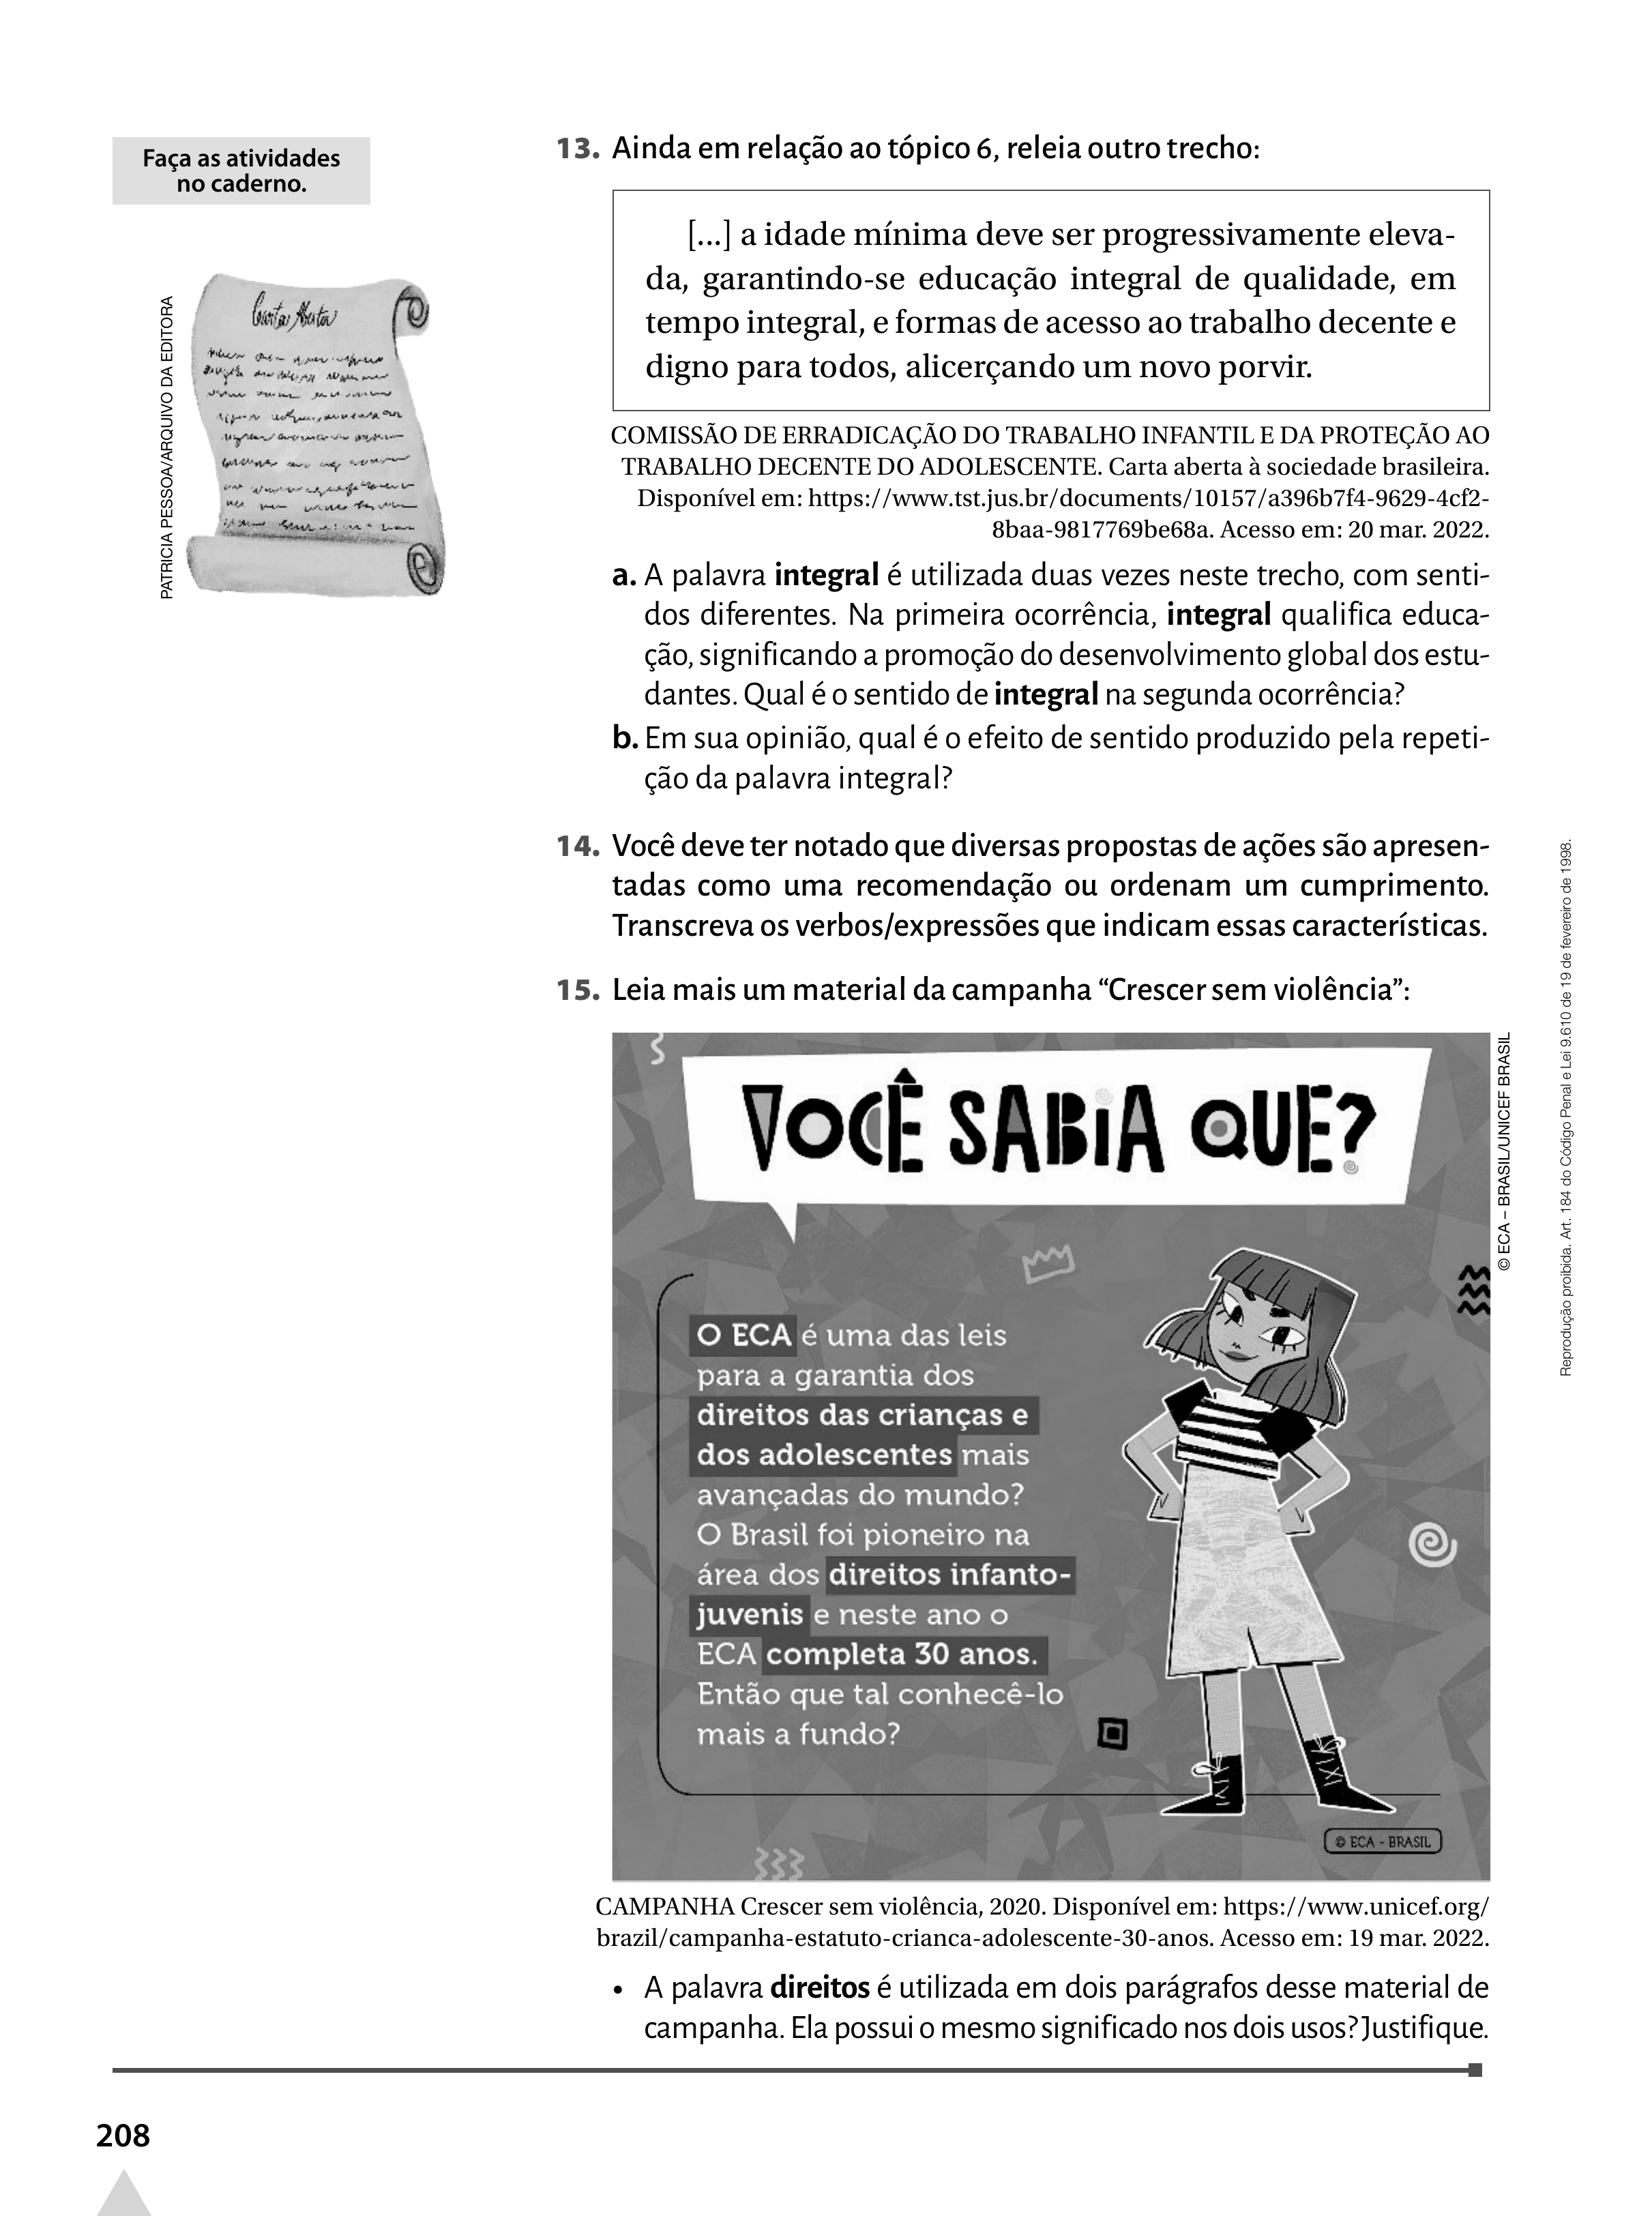 Faça as atividades
no caderno.
PATRICIA PESSOA/ARQUIVO DA EDITORA
Carta Aberta
13. Ainda em relação ao tópico 6, releia outro trecho:
[...] a idade mínima deve ser progressivamente eleva-
da, garantindo-se educação integral de qualidade, em
tempo integral, e formas de acesso ao trabalho decente e
digno para todos, alicerçando um novo porvir.
COMISSÃO DE ERRADICAÇÃO DO TRABALHO INFANTIL E DA PROTEÇÃO AO
TRABALHO DECENTE DO ADOLESCENTE. Carta aberta à sociedade brasileira.
Disponível em: https://www.tst.jus.br/documents/10157/a396b7f4-9629-4cf2-
8baa-9817769be68a. Acesso em: 20 mar. 2022.
a. A palavra integral é utilizada duas vezes neste trecho, com senti-
dos diferentes. Na primeira ocorrência, integral qualifica educa-
ção, significando a promoção do desenvolvimento global dos estu-
dantes. Qual é o sentido de integral na segunda ocorrência?
b. Em sua opinião, qual é o efeito de sentido produzido pela repeti-
ção da palavra integral?
14. Você deve ter notado que diversas propostas de ações são apresen-
tadas como uma recomendação ou ordenam um cumprimento.
Transcreva os verbos/expressões que indicam essas características.
15. Leia mais um material da campanha “Crescer sem violência”:
VOCÊ SABiA QUE?
O ECA é uma das leis
para a garantia dos
direitos das crianças e
dos adolescentes mais
avançadas do mundo?
O Brasil foi pioneiro na
área dos direitos infanto-
juvenis e neste ano o
ECA completa 30 anos.
Então que tal conhecê-lo
mais a fundo?
© ECA - BRASIL
© ECA – BRASIL/UNICEF BRASIL
CAMPANHA Crescer sem violência, 2020. Disponível em: https://www.unicef.org/
brazil/campanha-estatuto-crianca-adolescente-30-anos. Acesso em: 19 mar. 2022.
• A palavra direitos é utilizada em dois parágrafos desse material de
campanha. Ela possui o mesmo significado nos dois usos? Justifique.
Reprodução proibida. Art. 184 do Código Penal e Lei 9.610 de 19 de fevereiro de 1998.
208